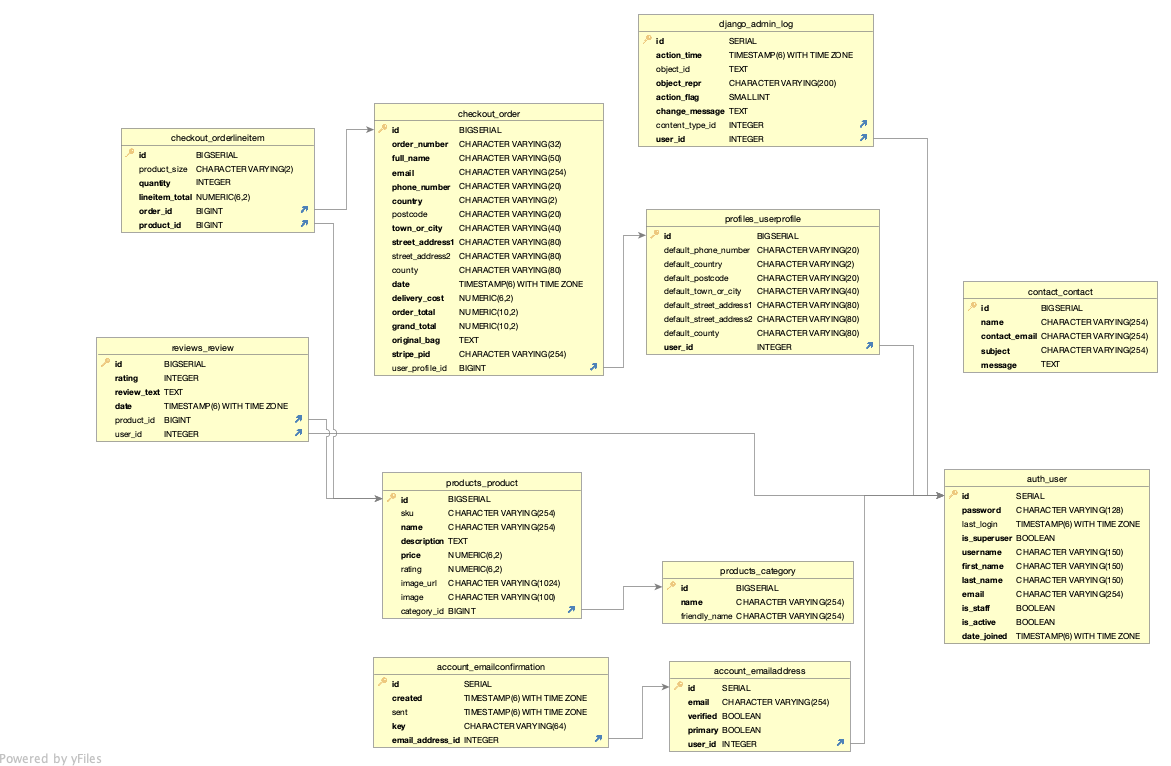 django_admin_log
id SERIAL
action_time TIMESTAMP(6) WITH TIME ZONE
object_id TEXT
object_repr CHARACTER VARYING(200)
action_flag SMALLINT
change_message TEXT
content_type_id INTEGER
user_id INTEGER
checkout_order
id BIGSERIAL
order_number CHARACTER VARYING(32)
full_name CHARACTER VARYING(50)
email CHARACTER VARYING(254)
phone_number CHARACTER VARYING(20)
country CHARACTER VARYING(2)
postcode CHARACTER VARYING(20)
town_or_city CHARACTER VARYING(40)
street_address1 CHARACTER VARYING(80)
street_address2 CHARACTER VARYING(80)
county CHARACTER VARYING(80)
date TIMESTAMP(6) WITH TIME ZONE
delivery_cost NUMERIC(6,2)
order_total NUMERIC(10,2)
grand_total NUMERIC(10,2)
original_bag TEXT
stripe_pid CHARACTER VARYING(254)
user_profile_id BIGINT
checkout_orderlineitem
id BIGSERIAL
product_size CHARACTER VARYING(2)
quantity INTEGER
lineitem_total NUMERIC(6,2)
order_id BIGINT
product_id BIGINT
profiles_userprofile
id BIGSERIAL
default_phone_number CHARACTER VARYING(20)
default_country CHARACTER VARYING(2)
default_postcode CHARACTER VARYING(20)
default_town_or_city CHARACTER VARYING(40)
default_street_address1 CHARACTER VARYING(80)
default_street_address2 CHARACTER VARYING(80)
default_county CHARACTER VARYING(80)
user_id INTEGER
contact_contact
id BIGSERIAL
name CHARACTER VARYING(254)
contact_email CHARACTER VARYING(254)
subject CHARACTER VARYING(254)
message TEXT
reviews_review
id BIGSERIAL
rating INTEGER
review_text TEXT
date TIMESTAMP(6) WITH TIME ZONE
product_id BIGINT
user_id INTEGER
products_product
id BIGSERIAL
sku CHARACTER VARYING(254)
name CHARACTER VARYING(254)
description TEXT
price NUMERIC(6,2)
rating NUMERIC(6,2)
image_url CHARACTER VARYING(1024)
image CHARACTER VARYING(100)
category_id BIGINT
auth_user
id SERIAL
password CHARACTER VARYING(128)
last_login TIMESTAMP(6) WITH TIME ZONE
is_superuser BOOLEAN
username CHARACTER VARYING(150)
first_name CHARACTER VARYING(150)
last_name CHARACTER VARYING(150)
email CHARACTER VARYING(254)
is_staff BOOLEAN
is_active BOOLEAN
date_joined TIMESTAMP(6) WITH TIME ZONE
products_category
id BIGSERIAL
name CHARACTER VARYING(254)
friendly_name CHARACTER VARYING(254)
account_emailconfirmation
id SERIAL
created TIMESTAMP(6) WITH TIME ZONE
sent TIMESTAMP(6) WITH TIME ZONE
key CHARACTER VARYING(64)
email_address_id INTEGER
account_emailaddress
id SERIAL
email CHARACTER VARYING(254)
verified BOOLEAN
primary BOOLEAN
user_id INTEGER
Powered by yFiles